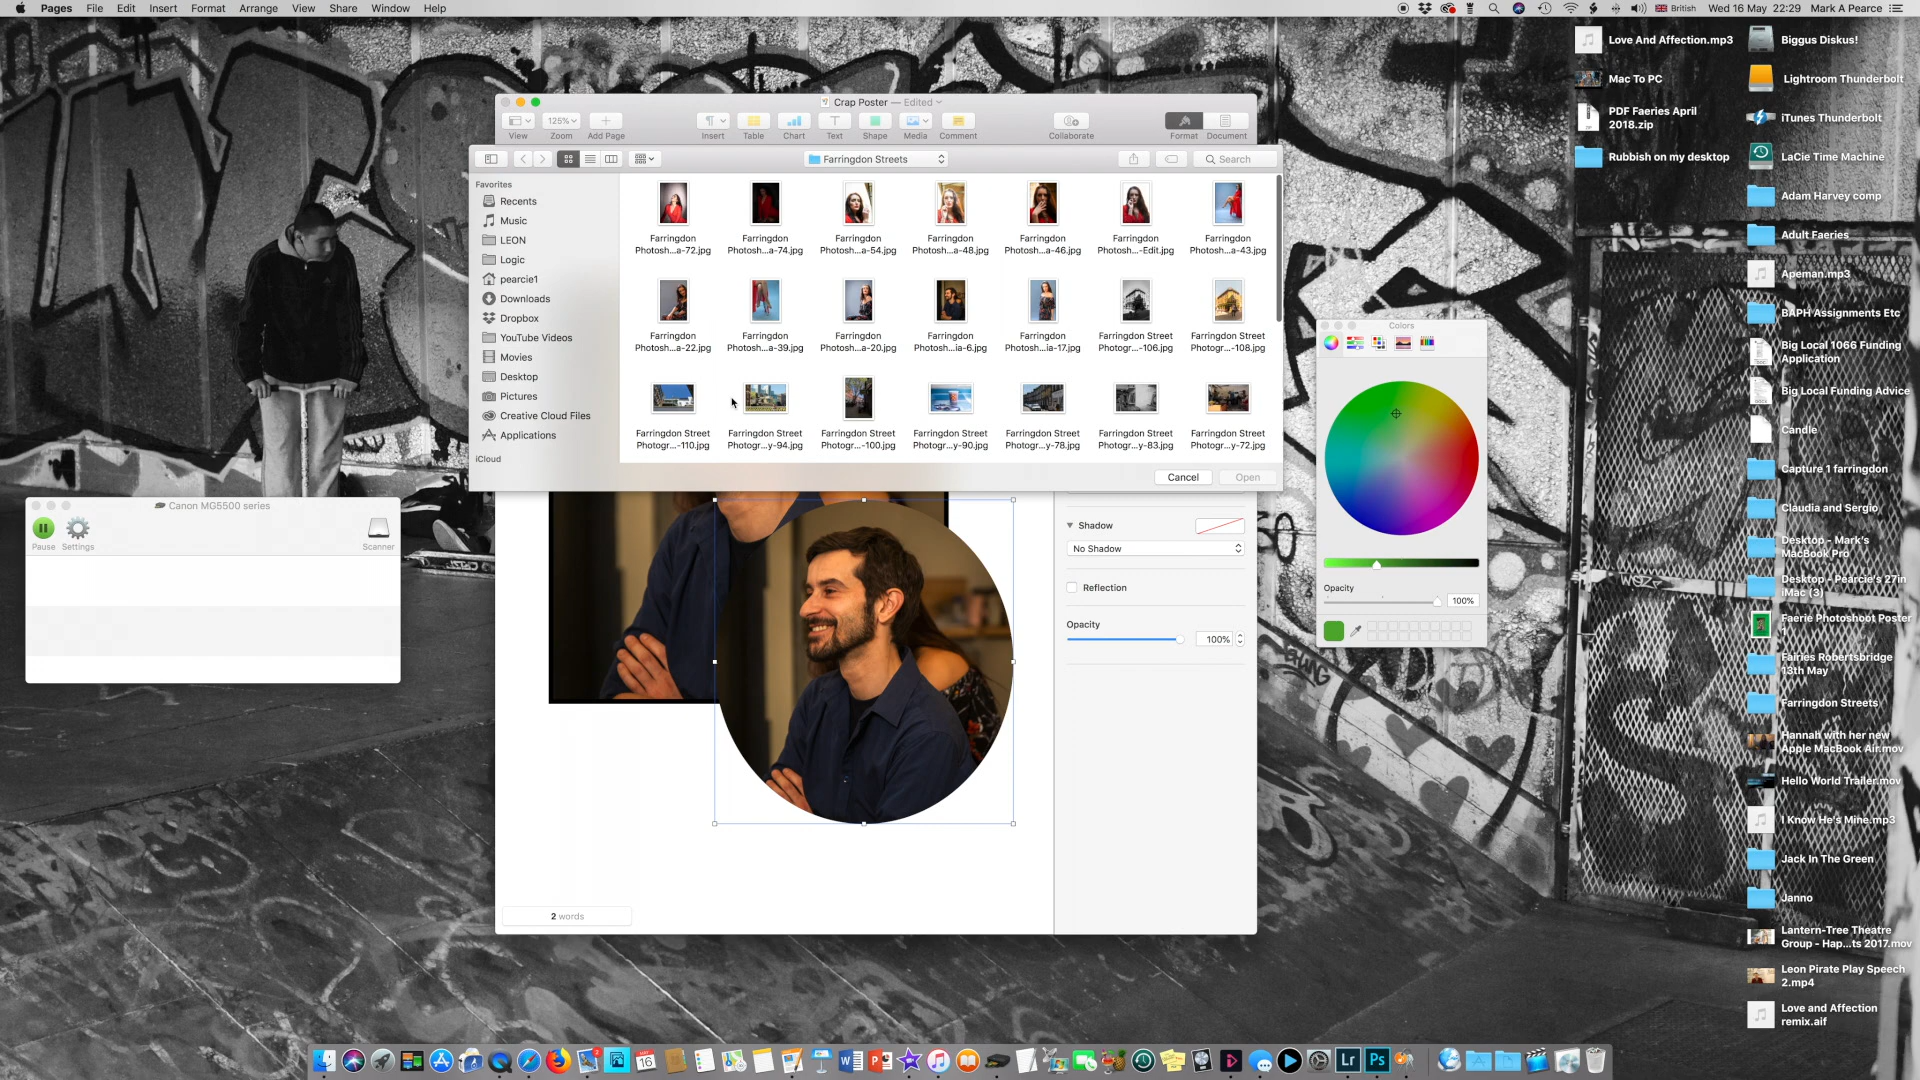 Pages File Edit Insert Format Arrange View Share Window Help
British Wed 16 May 22:29 Mark A Pearce
Crap Poster — Edited
125%
View Zoom Add Page Insert Table Chart Text Shape Media Comment Collaborate Format Document
Farringdon Streets
Search
Favorites
Recents
Music
LEON
Logic
pearcie1
Downloads
Dropbox
YouTube Videos
Movies
Desktop
Pictures
Creative Cloud Files
Applications
iCloud
Farringdon Farringdon Farringdon Farringdon Farringdon Farringdon Farringdon
Photosh...a-72.jpg Photosh...a-74.jpg Photosh...a-54.jpg Photosh...a-48.jpg Photosh...a-46.jpg Photosh...-Edit.jpg Photosh...a-43.jpg
Farringdon Farringdon Farringdon Farringdon Farringdon Farringdon Street Farringdon Street
Photosh...a-22.jpg Photosh...a-39.jpg Photosh...a-20.jpg Photosh...ia-6.jpg Photosh...ia-17.jpg Photogr...-106.jpg Photogr...-108.jpg
Farringdon Street Farringdon Street Farringdon Street Farringdon Street Farringdon Street Farringdon Street Farringdon Street
Photogr...-110.jpg Photogr...y-94.jpg Photogr...-100.jpg Photogr...y-90.jpg Photogr...y-78.jpg Photogr...y-83.jpg Photogr...y-72.jpg
Cancel Open
Shadow
No Shadow
Reflection
Opacity
100%
2 words
Canon MG5500 series
Pause Settings Scanner
Colors
Opacity
100%
Love And Affection.mp3
Mac To PC
PDF Faeries April
2018.zip
Rubbish on my desktop
Biggus Diskus!
Lightroom Thunderbolt
iTunes Thunderbolt
LaCie Time Machine
Adam Harvey comp
Adult Faeries
Apeman.mp3
BAPH Assignments Etc
Big Local 1066 Funding
Application
Big Local Funding Advice
Candle
Capture 1 farringdon
Claudia and Sergio
Desktop - Mark's
MacBook Pro
Desktop - Pearcie's 27in
iMac (3)
Faerie Photoshoot Poster
Fairies Robertsbridge
13th May
Farringdon Streets
Hannah with her new
Apple MacBook Air.mov
Hello World Trailer.mov
I Know He's Mine.mp3
Jack In The Green
Janno
Lantern-Tree Theatre
Group - Hap...ts 2017.mov
Leon Pirate Play Speech
2.mp4
Love and Affection
remix.aif
16
Lr
Ps